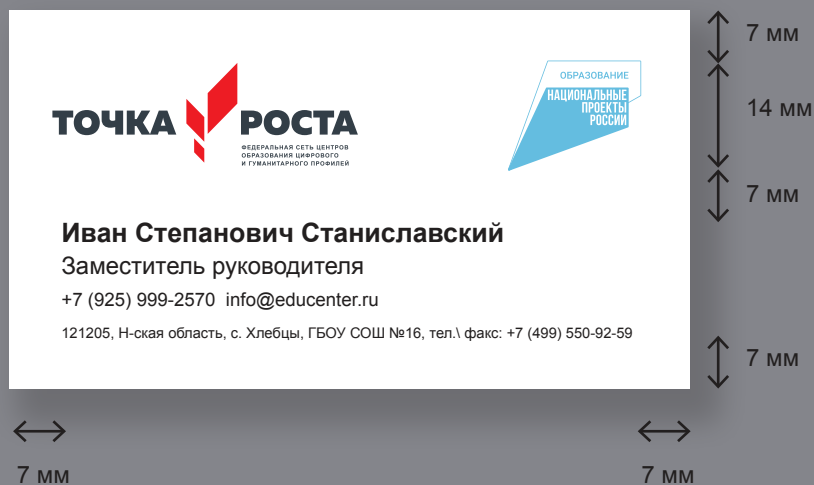 ТОЧКА РОСТА
ФЕДЕРАЛЬНАЯ СЕТЬ ЦЕНТРОВ
ОБРАЗОВАНИЯ ЦИФРОВОГО
И ГУМАНИТАРНОГО ПРОФИЛЕЙ
ОБРАЗОВАНИЕ
НАЦИОНАЛЬНЫЕ
ПРОЕКТЫ
РОССИИ
Иван Степанович Станиславский
Заместитель руководителя
+7 (925) 999-2570 info@educenter.ru
121205, Н-ская область, с. Хлебцы, ГБОУ СОШ №16, тел.\ факс: +7 (499) 550-92-59
7 мм
14 мм
7 мм
7 мм
7 мм
7 мм